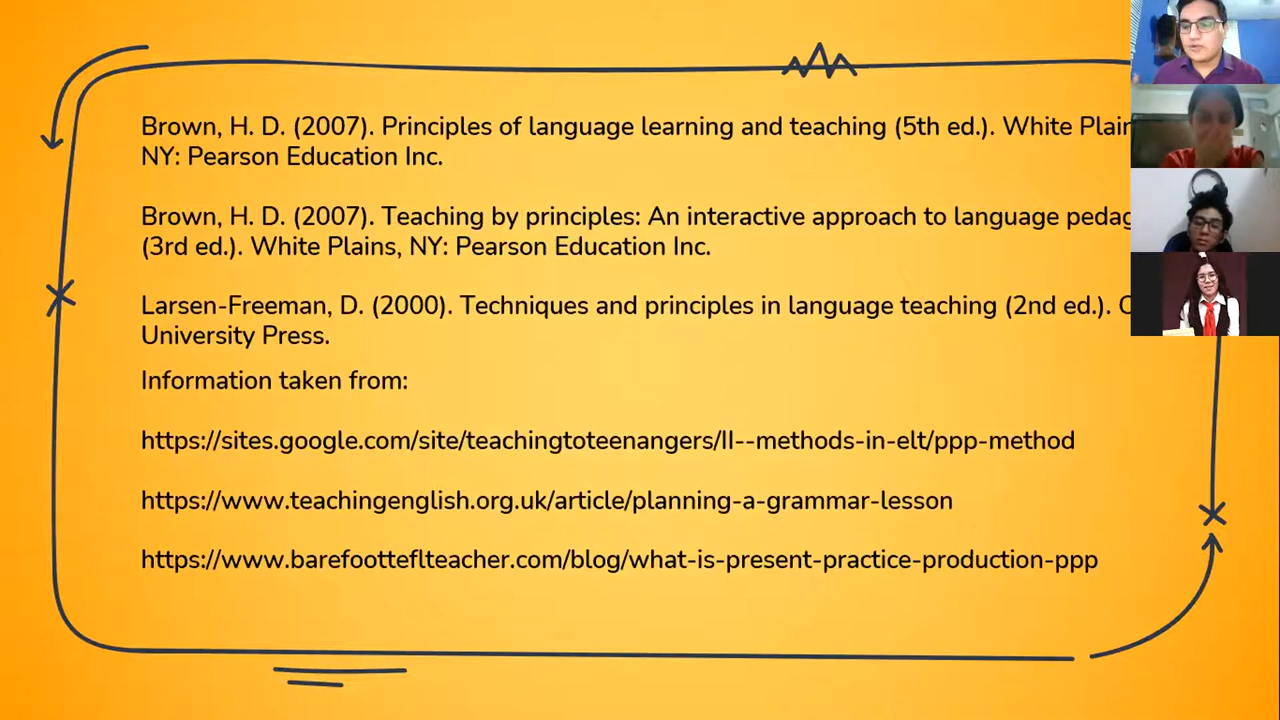 Brown, H. D. (2007). Principles of language learning and teaching (5th ed.). White
NY: Pearson Education Inc.
Brown, H. D. (2007). Teaching by principles: An interactive approach to language
(3rd ed.). White Plains, NY: Pearson Education Inc.
Larsen-Freeman, D. (2000). Techniques and principles in language teaching (2nd ed.).
University Press.
Information taken from:
https://sites.google.com/site/teachingtoteenangers/II--methods-in-elt/ppp-method
https://www.teachingenglish.org.uk/article/planning-a-grammar-lesson
https://www.barefootteflteacher.com/blog/what-is-present-practice-production-ppp